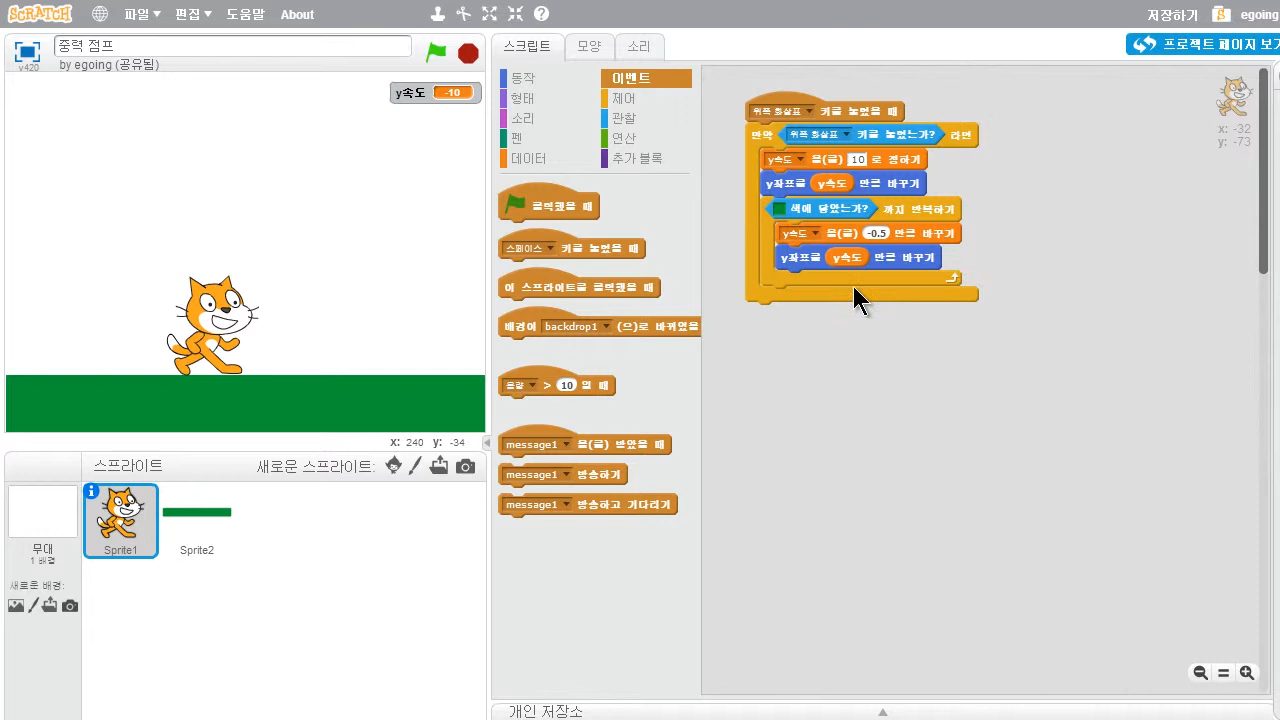 SCRATCH 파일 편집 도움말 About 저장하기 egoing
v420 중력 점프
by egoing (공유됨)
y속도 -10
x: 240 y: -34
스프라이트 새로운 스프라이트:
무대
1 배경
새로운 배경:
Sprite1 Sprite2
스크립트 모양 소리
프로젝트 페이지 보기
동작 이벤트
형태 제어
소리 관찰
펜 연산
데이터 추가 블록
클릭했을 때
스페이스 키를 눌렀을 때
이 스프라이트를 클릭했을 때
배경이 backdrop1 (으)로 바뀌었을
음량 > 10 일 때
message1 을(를) 받았을 때
message1 방송하기
message1 방송하고 기다리기
위쪽 화살표 키를 눌렀을 때
만약 위쪽 화살표 키를 눌렀는가? 라면
y속도 을(를) 10 로 정하기
y좌표를 y속도 만큼 바꾸기
색에 닿았는가? 까지 반복하기
y속도 을(를) -0.5 만큼 바꾸기
y좌표를 y속도 만큼 바꾸기
x: -32
y: -73
개인 저장소